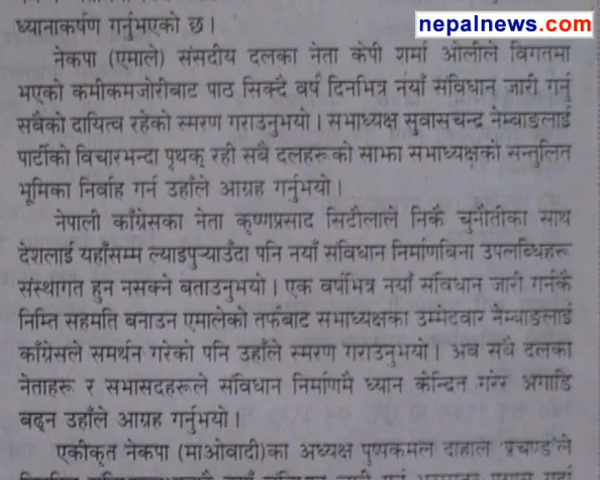 nepalnews.com
ध्यानाकर्षण गर्नुभएको छ।
नेकपा (एमाले) संसदीय दलका नेता केपी शर्मा ओलीले विगतमा
भएको कमीकमजोरीबाट पाठ सिक्दै वर्ष दिनभित्र नयाँ संविधान जारी गर्नु
सबैको दायित्व रहेको स्मरण गराउनुभयो। सभाध्यक्ष सुवासचन्द्र नेम्वाङलाई
पार्टीको विचारभन्दा पृथक् रही सबै दलहरूको साझा सभाध्यक्षको सन्तुलित
भूमिका निर्वाह गर्न उहाँले आग्रह गर्नुभयो।
नेपाली काँग्रेसका नेता कृष्णप्रसाद सिटौलाले निकै चुनौतीका साथ
देशलाई यहाँसम्म ल्याइपुऱ्याउँदा पनि नयाँ संविधान निर्माणविना उपलब्धिहरू
संस्थागत हुन नसक्ने बताउनुभयो। एक वर्षभित्र नयाँ संविधान जारी गर्नकै
निम्ति सहमति बनाउन एमालेको तर्फबाट सभाध्यक्षका उम्मेदवार नेम्वाङलाई
काँग्रेसले समर्थन गरेको पनि उहाँले स्मरण गराउनुभयो। अब सबै दलका
नेताहरू र सभासदहरूले संविधान निर्माणमै ध्यान केन्द्रित गरेर अगाडि
बढ्न उहाँले आग्रह गर्नुभयो।
एकीकृत नेकपा (माओवादी)का अध्यक्ष पुष्पकमल दाहाल 'प्रचण्ड'ले